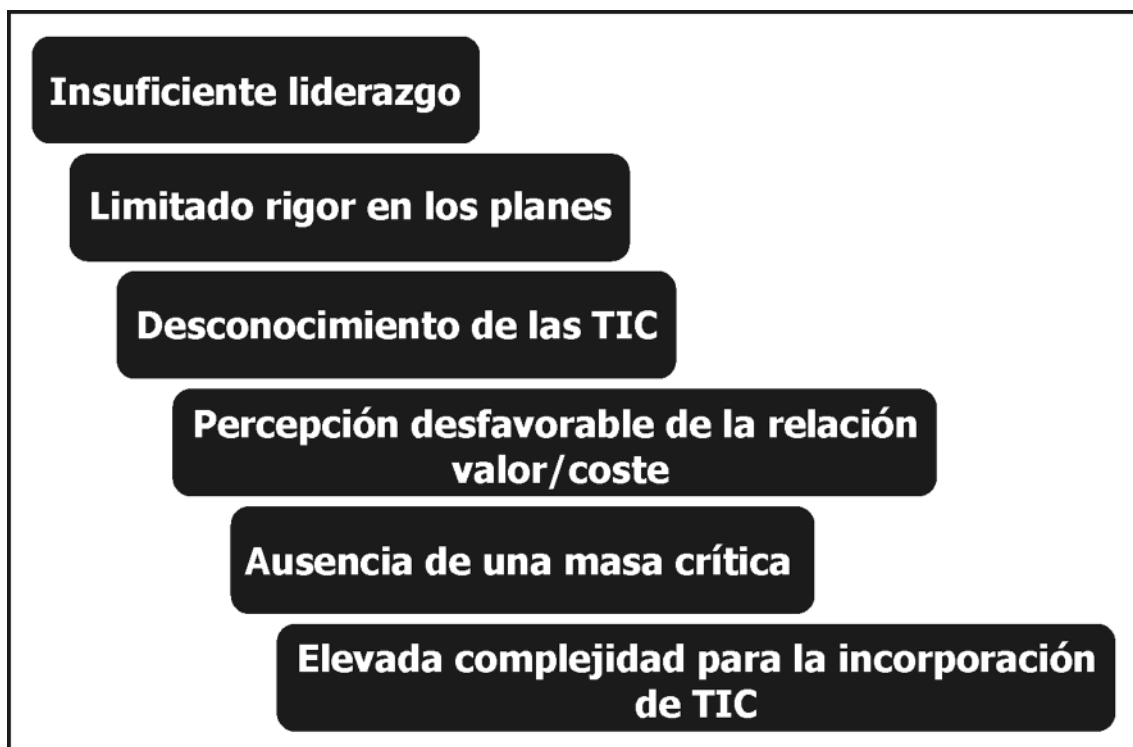 Insuficiente liderazgo
Limitado rigor en los planes
Desconocimiento de las TIC
Percepción desfavorable de la relación
valor/coste
Ausencia de una masa crítica
Elevada complejidad para la incorporación
de TIC